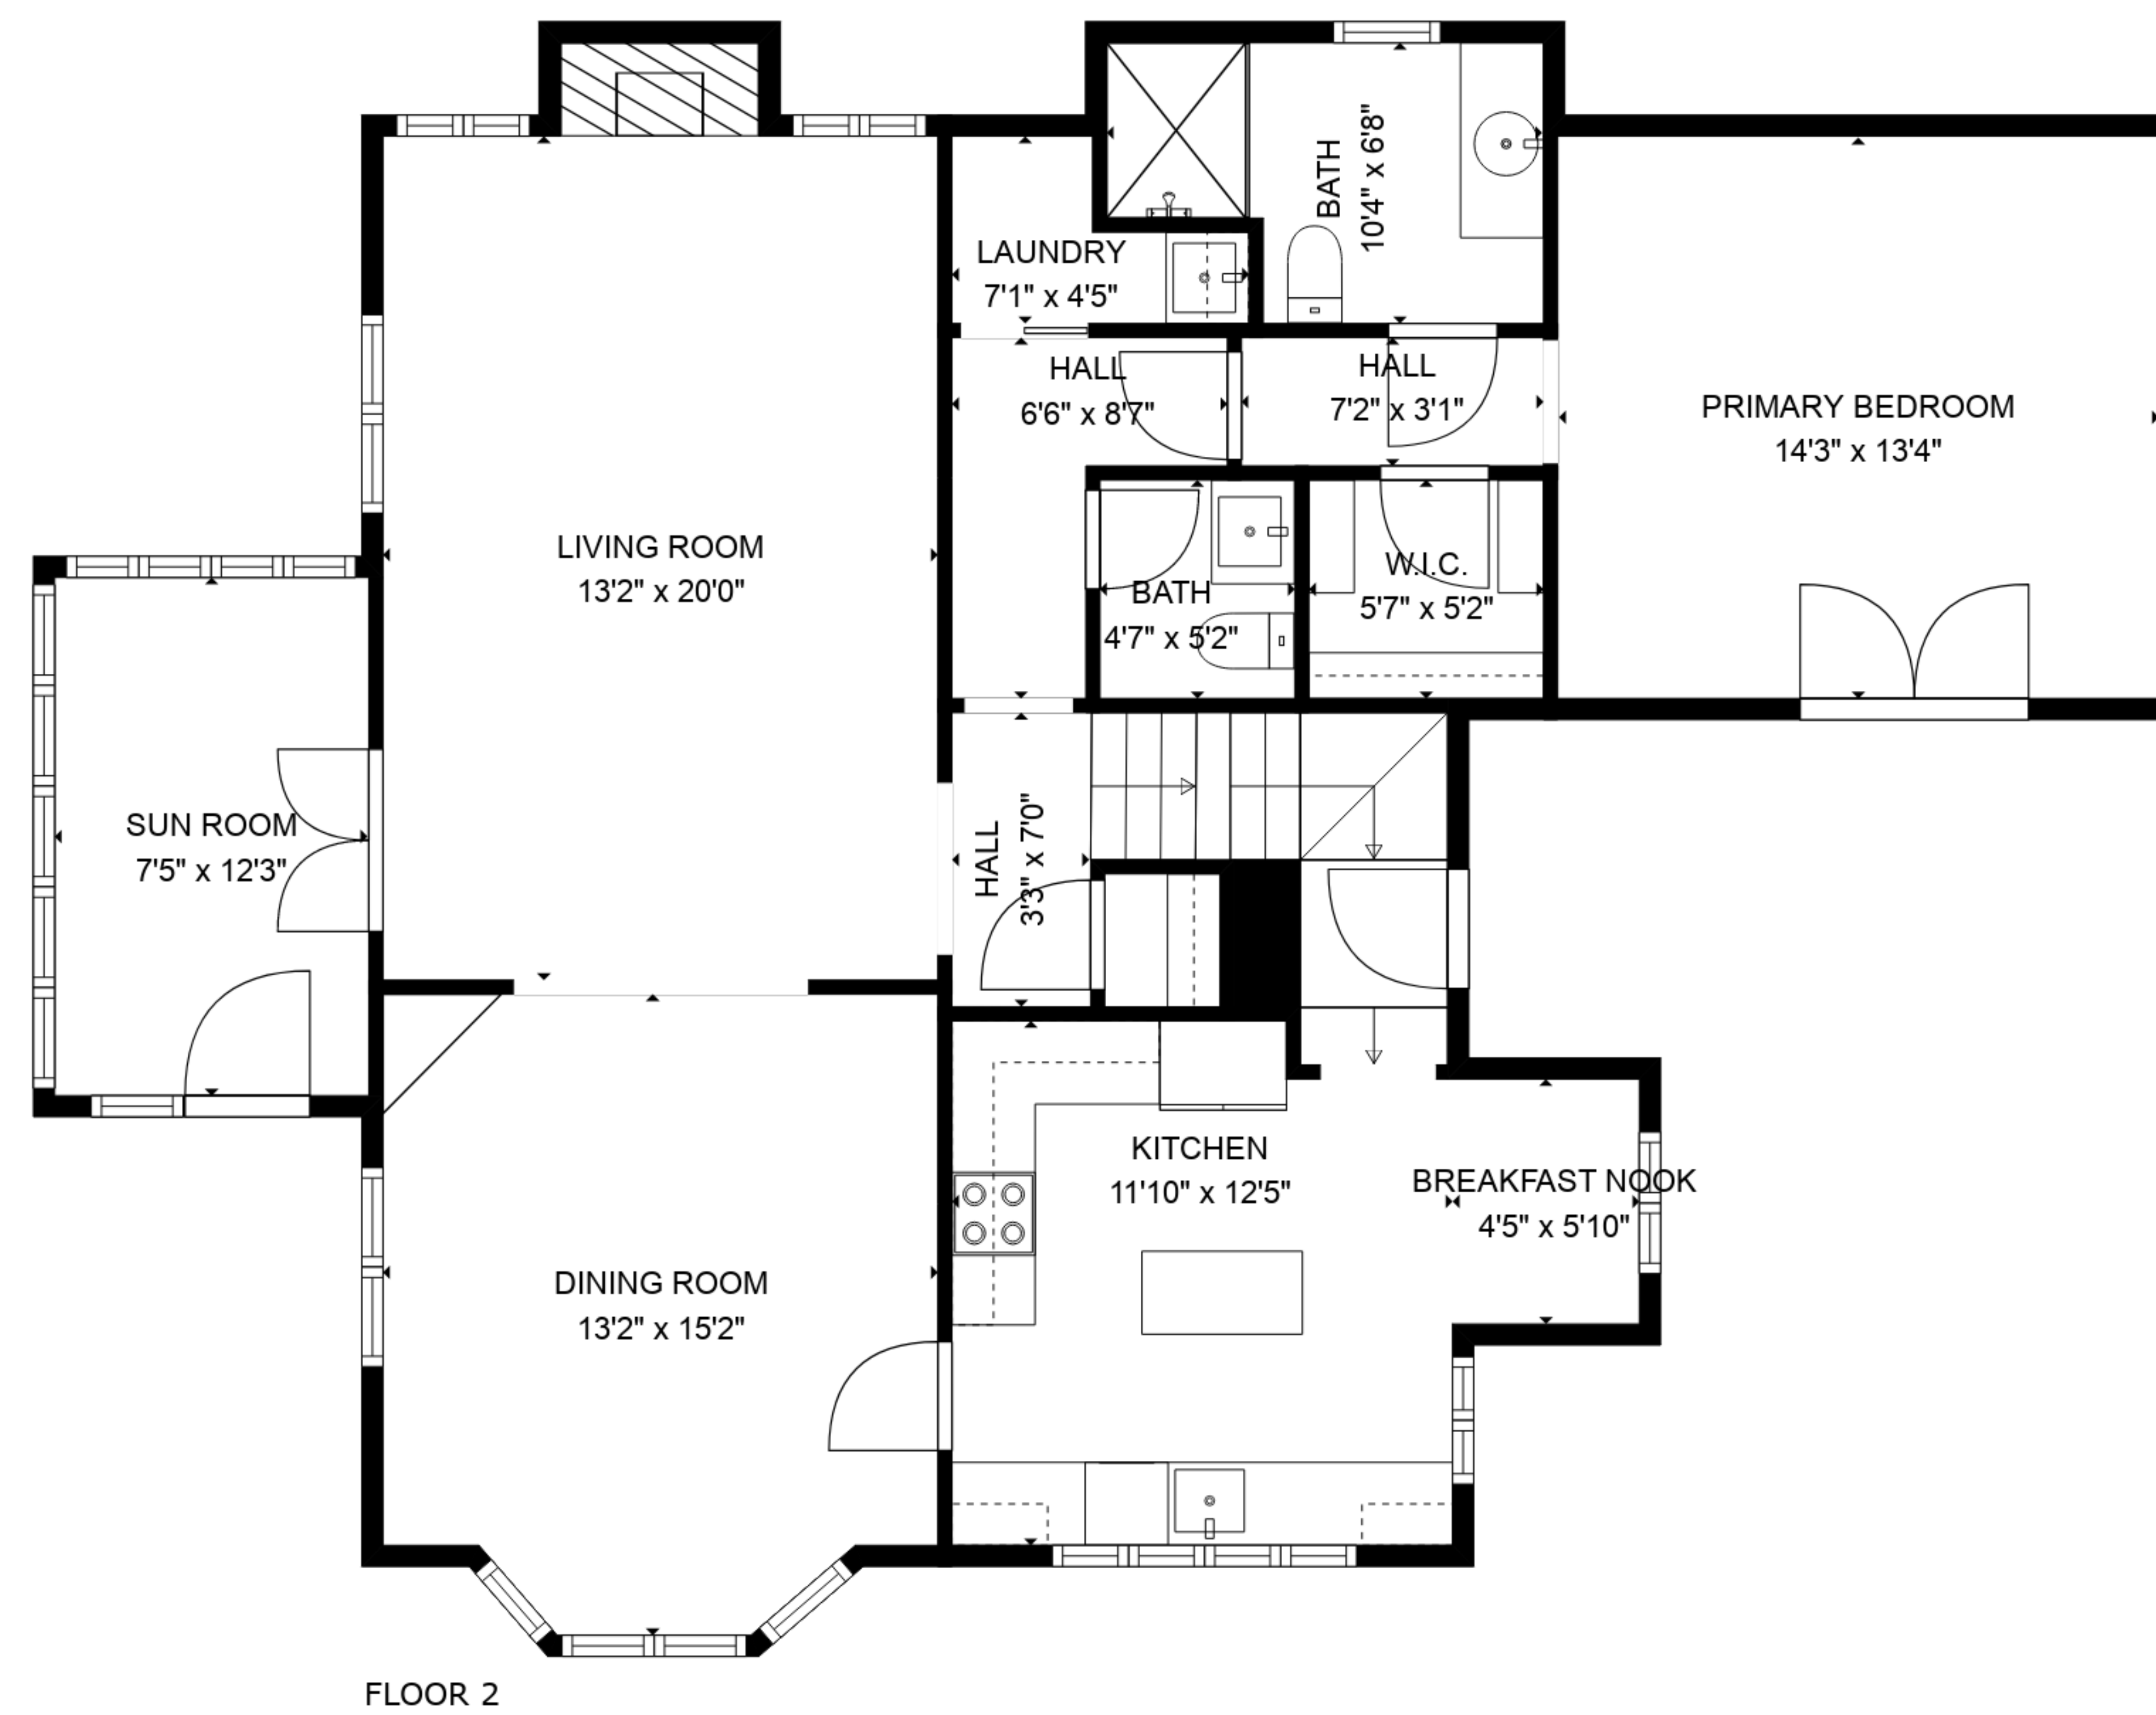 BATH
10'4" x 6'8"
LAUNDRY
7'1" x 4'5"
HALL
6'6" x 8'7"
HALL
7'2" x 3'1"
PRIMARY BEDROOM
14'3" x 13'4"
LIVING ROOM
13'2" x 20'0"
BATH
4'7" x 5'2"
W.I.C.
5'7" x 5'2"
SUN ROOM
7'5" x 12'3"
HALL
3'3" x 7'0"
KITCHEN
11'10" x 12'5"
BREAKFAST NOOK
4'5" x 5'10"
DINING ROOM
13'2" x 15'2"
FLOOR 2